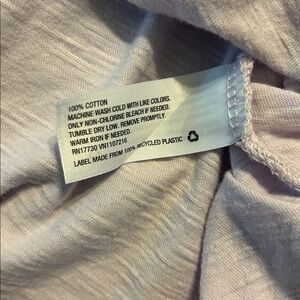 100% COTTON
MACHINE WASH COLD WITH LIKE COLORS.
ONLY NON-CHLORINE BLEACH IF NEEDED.
TUMBLE DRY LOW. REMOVE PROMPTLY.
WARM IRON IF NEEDED.
RN17730 VN1107216
LABEL MADE FROM 100% RECYCLED PLASTIC